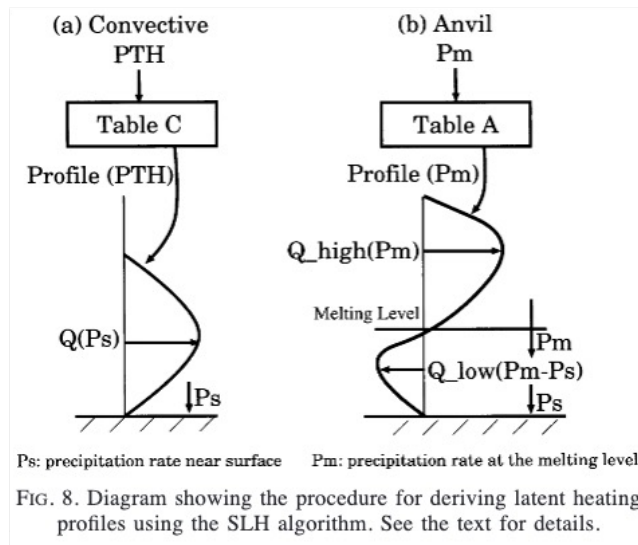 (a) Convective
PTH
Table C
Profile (PTH)
Q(Ps)
Ps
(b) Anvil
Pm
Table A
Profile (Pm)
Q_high(Pm)
Melting Level
Pm
Q_low(Pm-Ps)
Ps
Ps: precipitation rate near surface
Pm: precipitation rate at the melting level
FIG. 8. Diagram showing the procedure for deriving latent heating
profiles using the SLH algorithm. See the text for details.